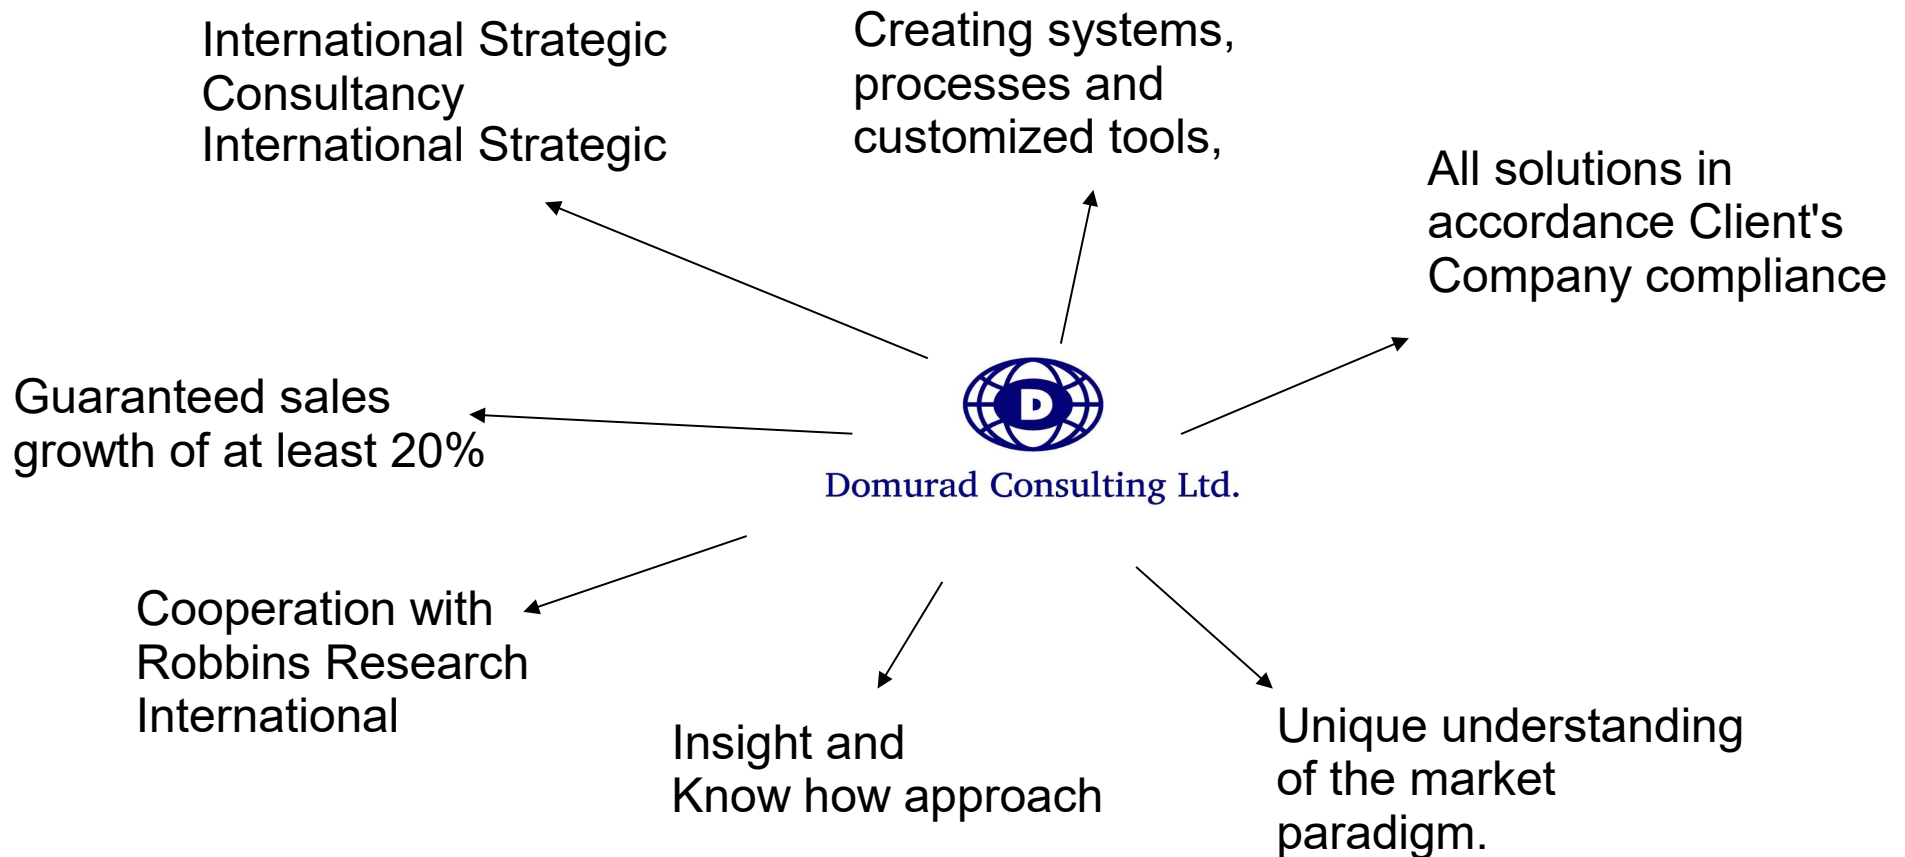 International Strategic
Consultancy
International Strategic
Creating systems,
processes and
customized tools,
All solutions in
accordance Client's
Company compliance
Guaranteed sales
growth of at least 20%
D
Domurad Consulting Ltd.
Cooperation with
Robbins Research
International
Insight and
Know how approach
Unique understanding
of the market
paradigm.